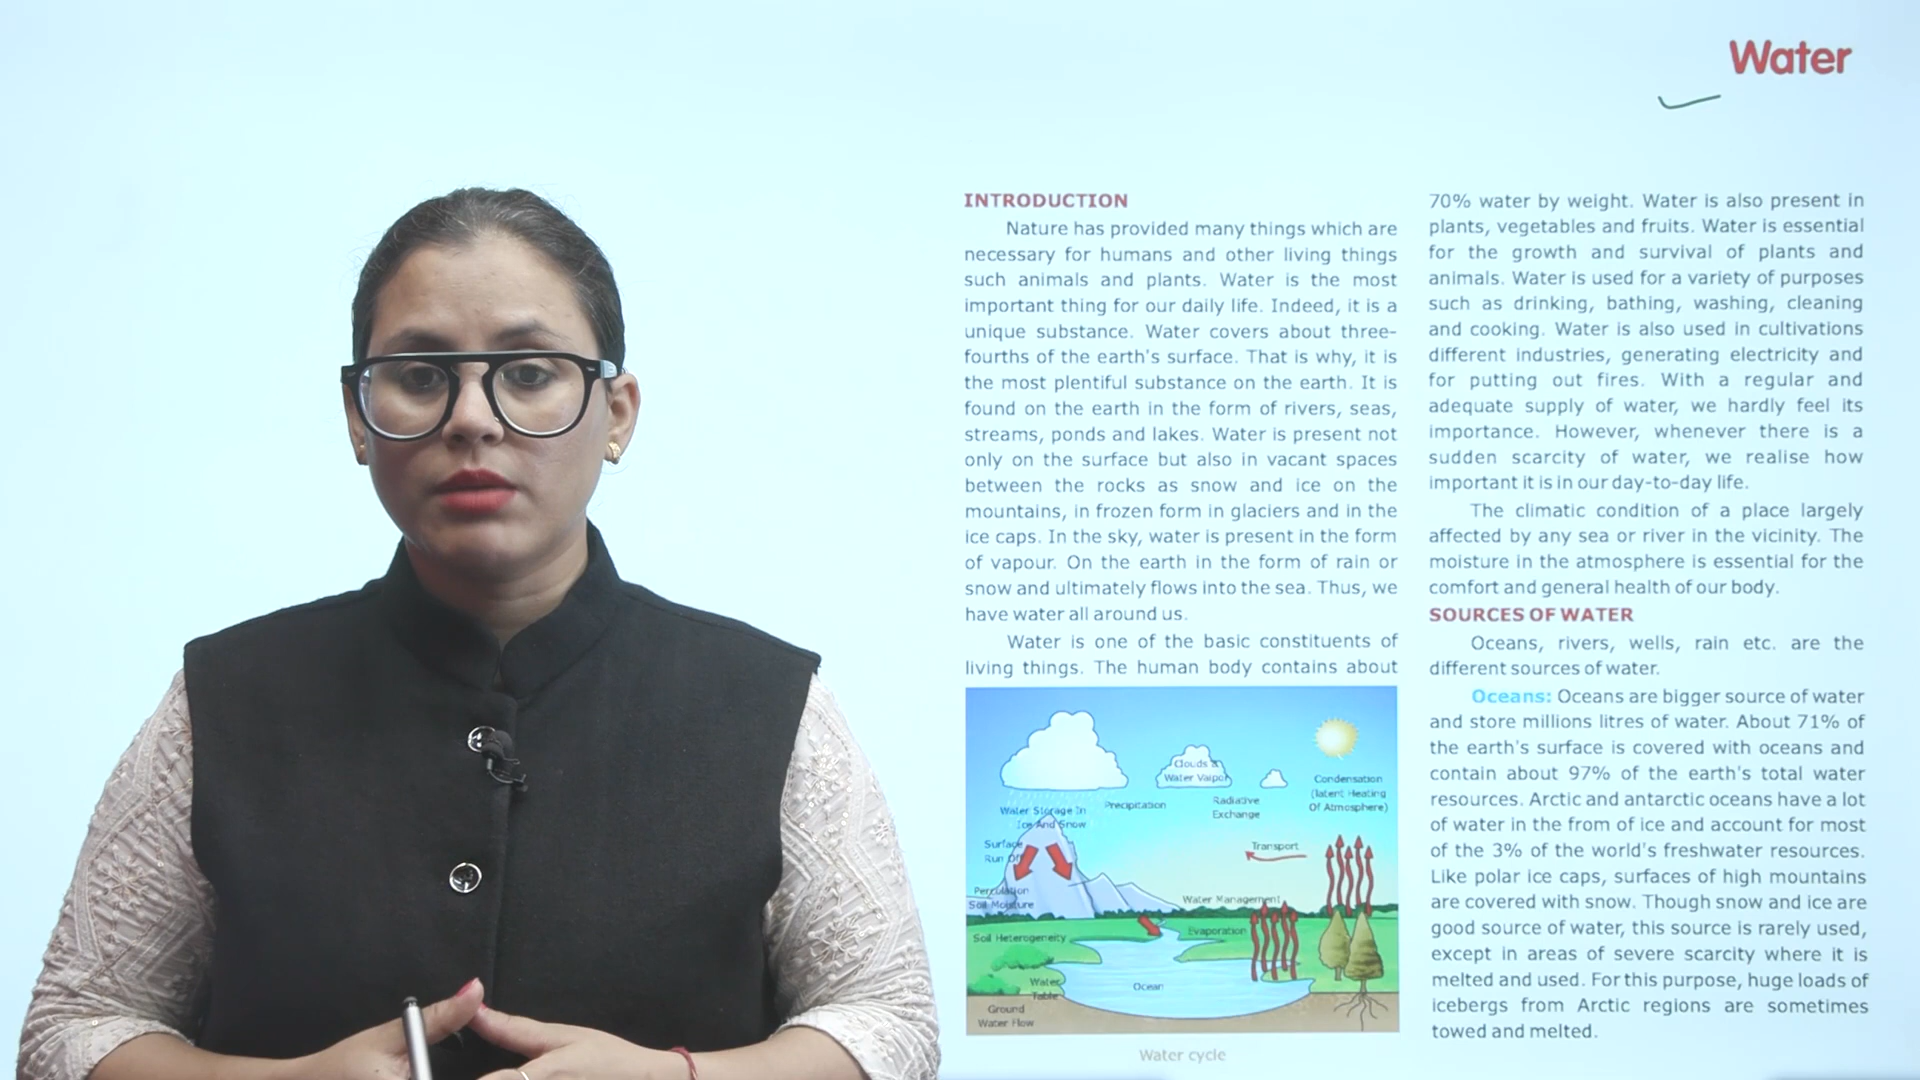 Water
INTRODUCTION
Nature has provided many things which are
necessary for humans and other living things
such animals and plants. Water is the most
important thing for our daily life. Indeed, it is a
unique substance. Water covers about three-
fourths of the earth's surface. That is why, it is
the most plentiful substance on the earth. It is
found on the earth in the form of rivers, seas,
streams, ponds and lakes. Water is present not
only on the surface but also in vacant spaces
between the rocks as snow and ice on the
mountains, in frozen form in glaciers and in the
ice caps. In the sky, water is present in the form
of vapour. On the earth in the form of rain or
snow and ultimately flows into the sea. Thus, we
have water all around us.
Water is one of the basic constituents of
living things. The human body contains about
Clouds &
Water Vaipor
Condensation
(latent Heating
Of Atmosphere)
Precipitation
Radiative
Exchange
Water Storage In
Ice And Snow
Surface
Run Off
Transport
Percolation
Soil Moisture
Water Management
Evaporation
Soil Heterogeneity
Water
Table
Ocean
Ground
Water Flow
Water cycle
70% water by weight. Water is also present in
plants, vegetables and fruits. Water is essential
for the growth and survival of plants and
animals. Water is used for a variety of purposes
such as drinking, bathing, washing, cleaning
and cooking. Water is also used in cultivations
different industries, generating electricity and
for putting out fires. With a regular and
adequate supply of water, we hardly feel its
importance. However, whenever there is a
sudden scarcity of water, we realise how
important it is in our day-to-day life.
The climatic condition of a place largely
affected by any sea or river in the vicinity. The
moisture in the atmosphere is essential for the
comfort and general health of our body.
SOURCES OF WATER
Oceans, rivers, wells, rain etc. are the
different sources of water.
Oceans: Oceans are bigger source of water
and store millions litres of water. About 71% of
the earth's surface is covered with oceans and
contain about 97% of the earth's total water
resources. Arctic and antarctic oceans have a lot
of water in the from of ice and account for most
of the 3% of the world's freshwater resources.
Like polar ice caps, surfaces of high mountains
are covered with snow. Though snow and ice are
good source of water, this source is rarely used,
except in areas of severe scarcity where it is
melted and used. For this purpose, huge loads of
icebergs from Arctic regions are sometimes
towed and melted.